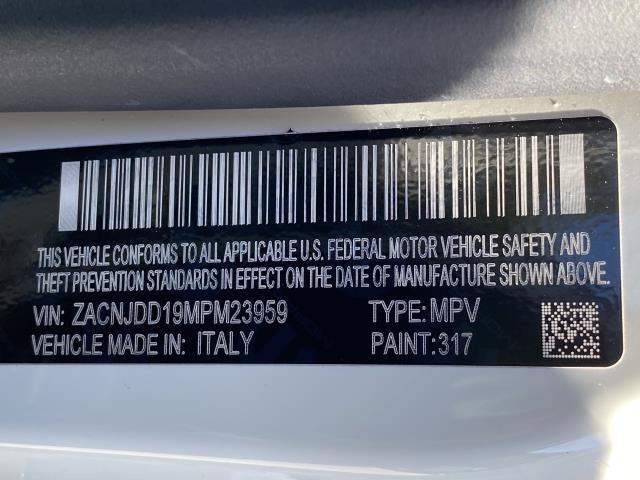 THIS VEHICLE CONFORMS TO ALL APPLICABLE U.S. FEDERAL MOTOR VEHICLE SAFETY AND
THEFT PREVENTION STANDARDS IN EFFECT ON THE DATE OF MANUFACTURE SHOWN ABOVE.
VIN: ZACNJDD19MPM23959 TYPE: MPV
VEHICLE MADE IN: ITALY PAINT:317